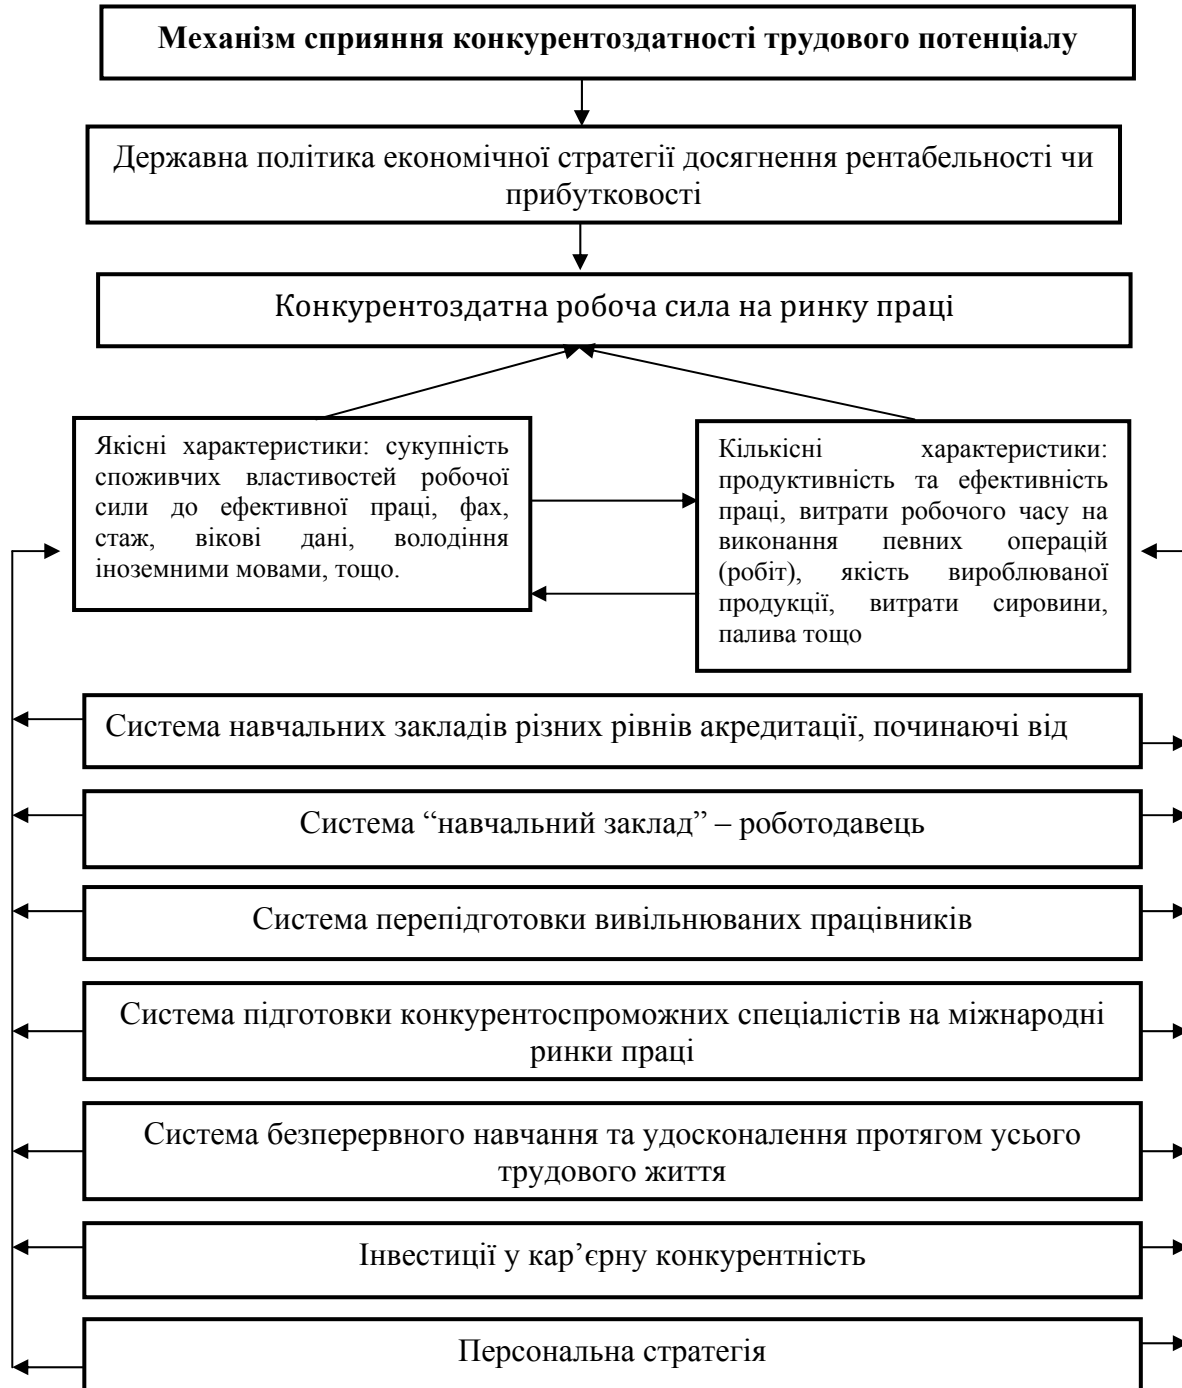 Механізм сприяння конкурентоздатності трудового потенціалу
Державна політика економічної стратегії досягнення рентабельності чи
прибутковості
Конкурентоздатна робоча сила на ринку праці
Якісні характеристики: сукупність
споживчих властивостей робочої
сили до ефективної праці, фах,
стаж, вікові дані, володіння
іноземними мовами, тощо.
Кількісні характеристики:
продуктивність та ефективність
праці, витрати робочого часу на
виконання певних операцій
(робіт), якість вироблюваної
продукції, витрати сировини,
палива тощо
Система навчальних закладів різних рівнів акредитації, починаючі від
Система “навчальний заклад” – роботодавець
Система перепідготовки вивільнюваних працівників
Система підготовки конкурентоспроможних спеціалістів на міжнародні
ринки праці
Система безперервного навчання та удосконалення протягом усього
трудового життя
Інвестиції у кар’єрну конкурентність
Персональна стратегія